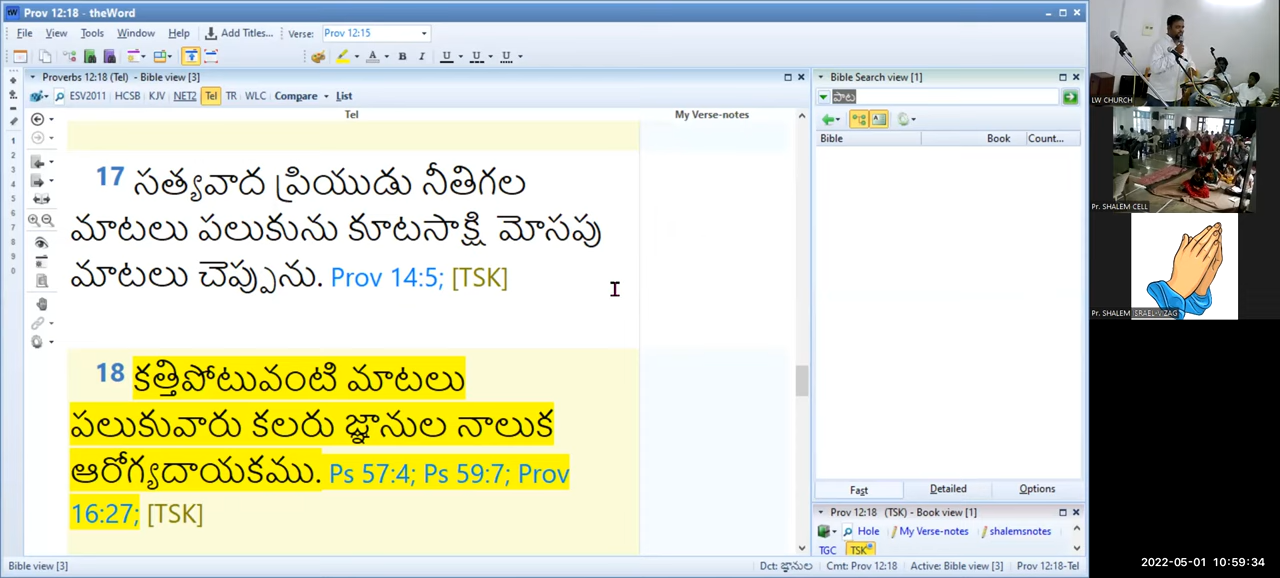 Prov 12:18 - theWord
File View Tools Window Help Add Titles... Verse: Prov 12:15
Proverbs 12:18 (Tel) - Bible view [3]
ESV2011 HCSB KJV NET2 Tel TR WLC Compare List
Tel My Verse-notes
17 సత్యవాద ప్రియుడు నీతిగల
మాటలు పలుకును కూటసాక్షి మోసపు
మాటలు చెప్పును. Prov 14:5; [TSK]
18 కత్తిపోటువంటి మాటలు
పలుకువారు కలరు జ్ఞానుల నాలుక
ఆరోగ్యదాయకము. Ps 57:4; Ps 59:7; Prov
16:27; [TSK]
Bible Search view [1]
పాట
Bible Book Count...
Fast Detailed Options
Prov 12:18 (TSK) - Book view [1]
Hole My Verse-notes shalemsnotes
TGC TSK
Bible view [3] Dct: జ్ఞానుల Cmt: Prov 12:18 Active: Bible view [3] Prov 12:18-Tel
LW CHURCH
Pr. SHALEM CELL
Pr. SHALEM ISRAEL-VIZAG
2022-05-01 10:59:34